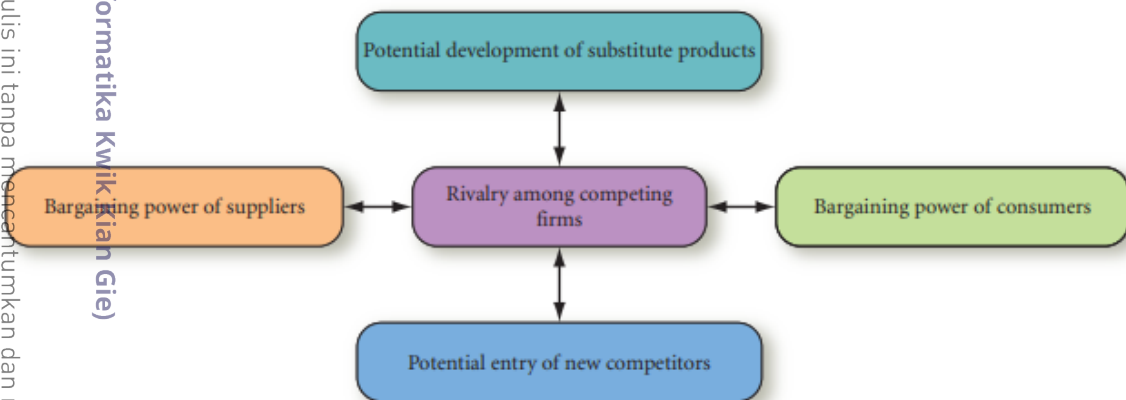 Potential development of substitute products
Bargaining power of suppliers
Rivalry among competing
firms
Bargaining power of consumers
Potential entry of new competitors
ormatika Kwik Kian Gie)
ulis ini tanpa mencantumkan dan